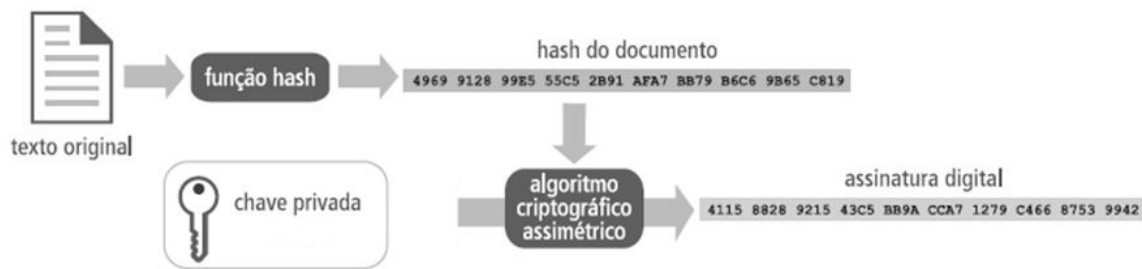 hash do documento
função hash
4969 9128 99E5 55C5 2B91 AFA7 BB79 B6C6 9B65 C819
texto original
chave privada
algoritmo
criptográfico
assimétrico
assinatura digital
4115 8828 9215 43C5 BB9A CCA7 1279 C466 8753 9942